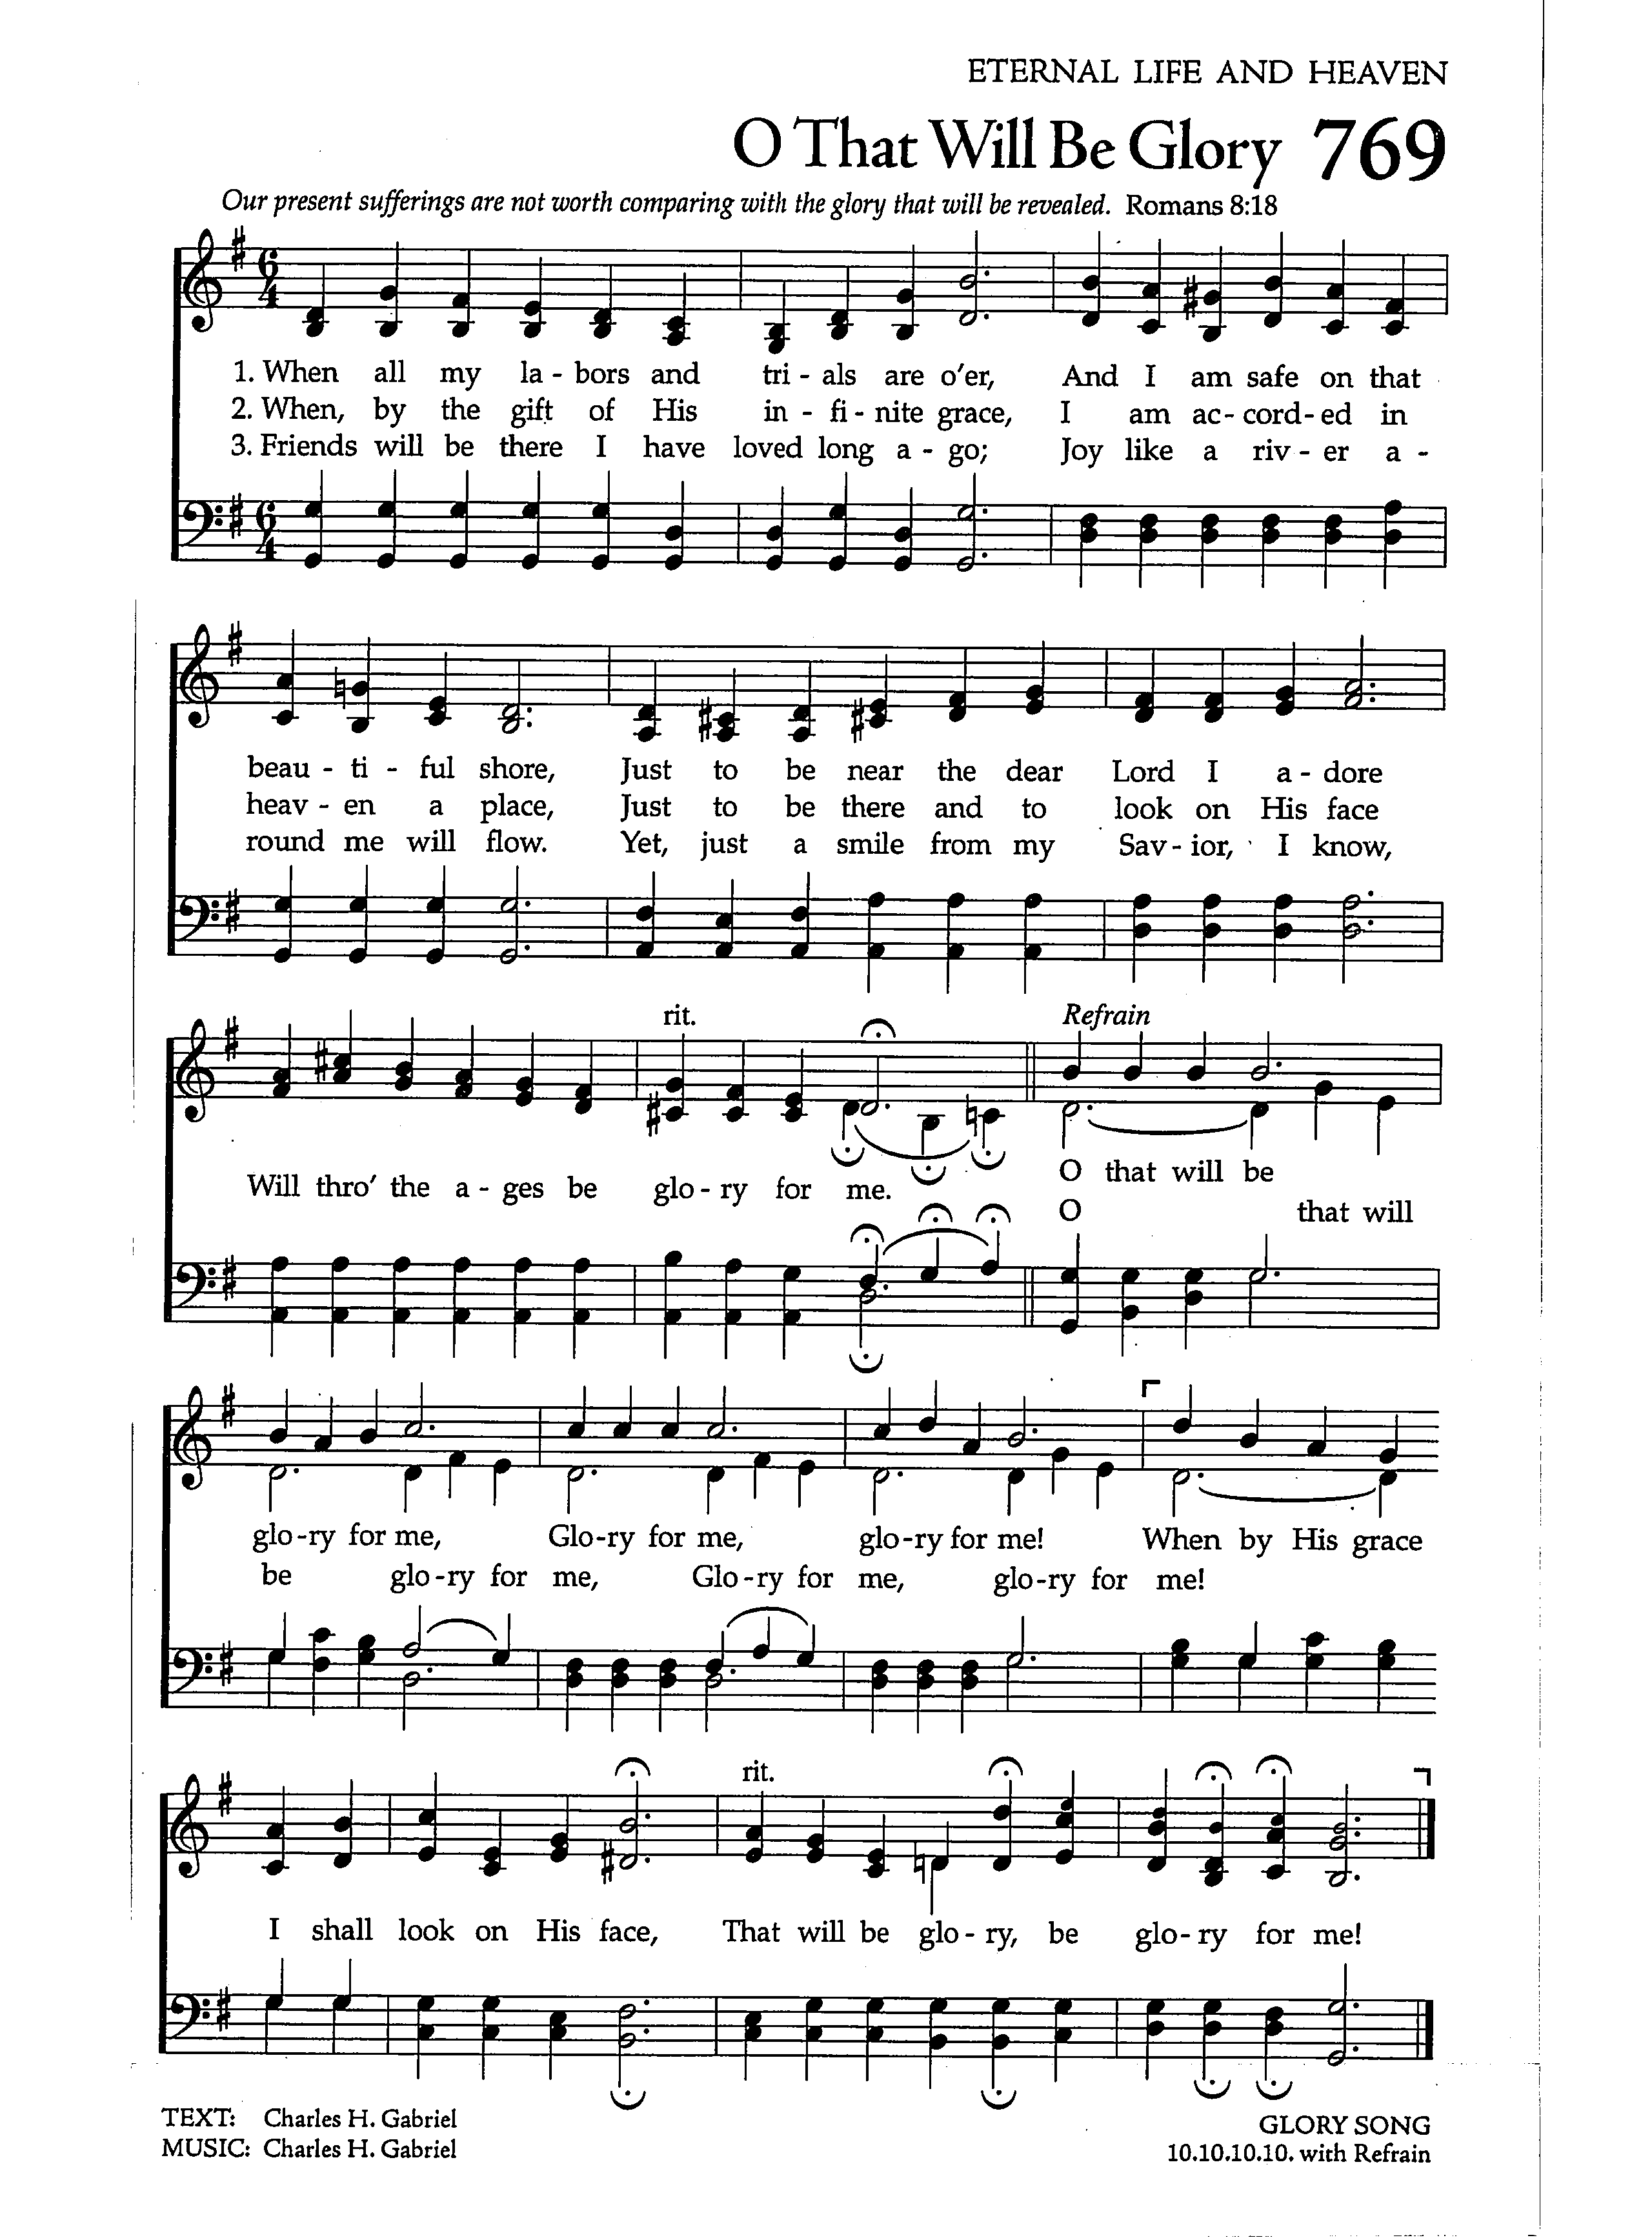 ETERNAL LIFE AND HEAVEN
O That Will Be Glory 769
Our present sufferings are not worth comparing with the glory that will be revealed. Romans 8:18
6
4
1. When all my la - bors and tri - als are o'er, And I am safe on that
2. When, by the gift of His in - fi - nite grace, I am ac - cord - ed in
3. Friends will be there I have loved long a - go; Joy like a riv - er a -
6
4
beau - ti - ful shore, Just to be near the dear Lord I a - dore
heav - en a place, Just to be there and to look on His face
round me will flow. Yet, just a smile from my Sav - ior, I know,
rit. Refrain
Will thro' the a - ges be glo - ry for me. O that will be
O that will
glo - ry for me, Glo - ry for me, glo - ry for me! When by His grace
be glo - ry for me, Glo - ry for me, glo - ry for me!
rit.
I shall look on His face, That will be glo - ry, be glo - ry for me!
TEXT: Charles H. Gabriel
MUSIC: Charles H. Gabriel
GLORY SONG
10.10.10.10. with Refrain